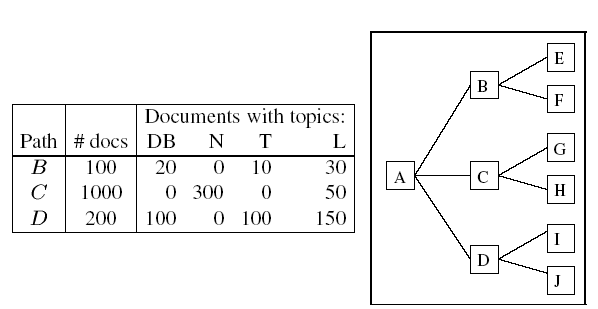 Documents with topics:
Path # docs DB N T L
B 100 20 0 10 30
C 1000 0 300 0 50
D 200 100 0 100 150
A
B
C
D
E
F
G
H
I
J